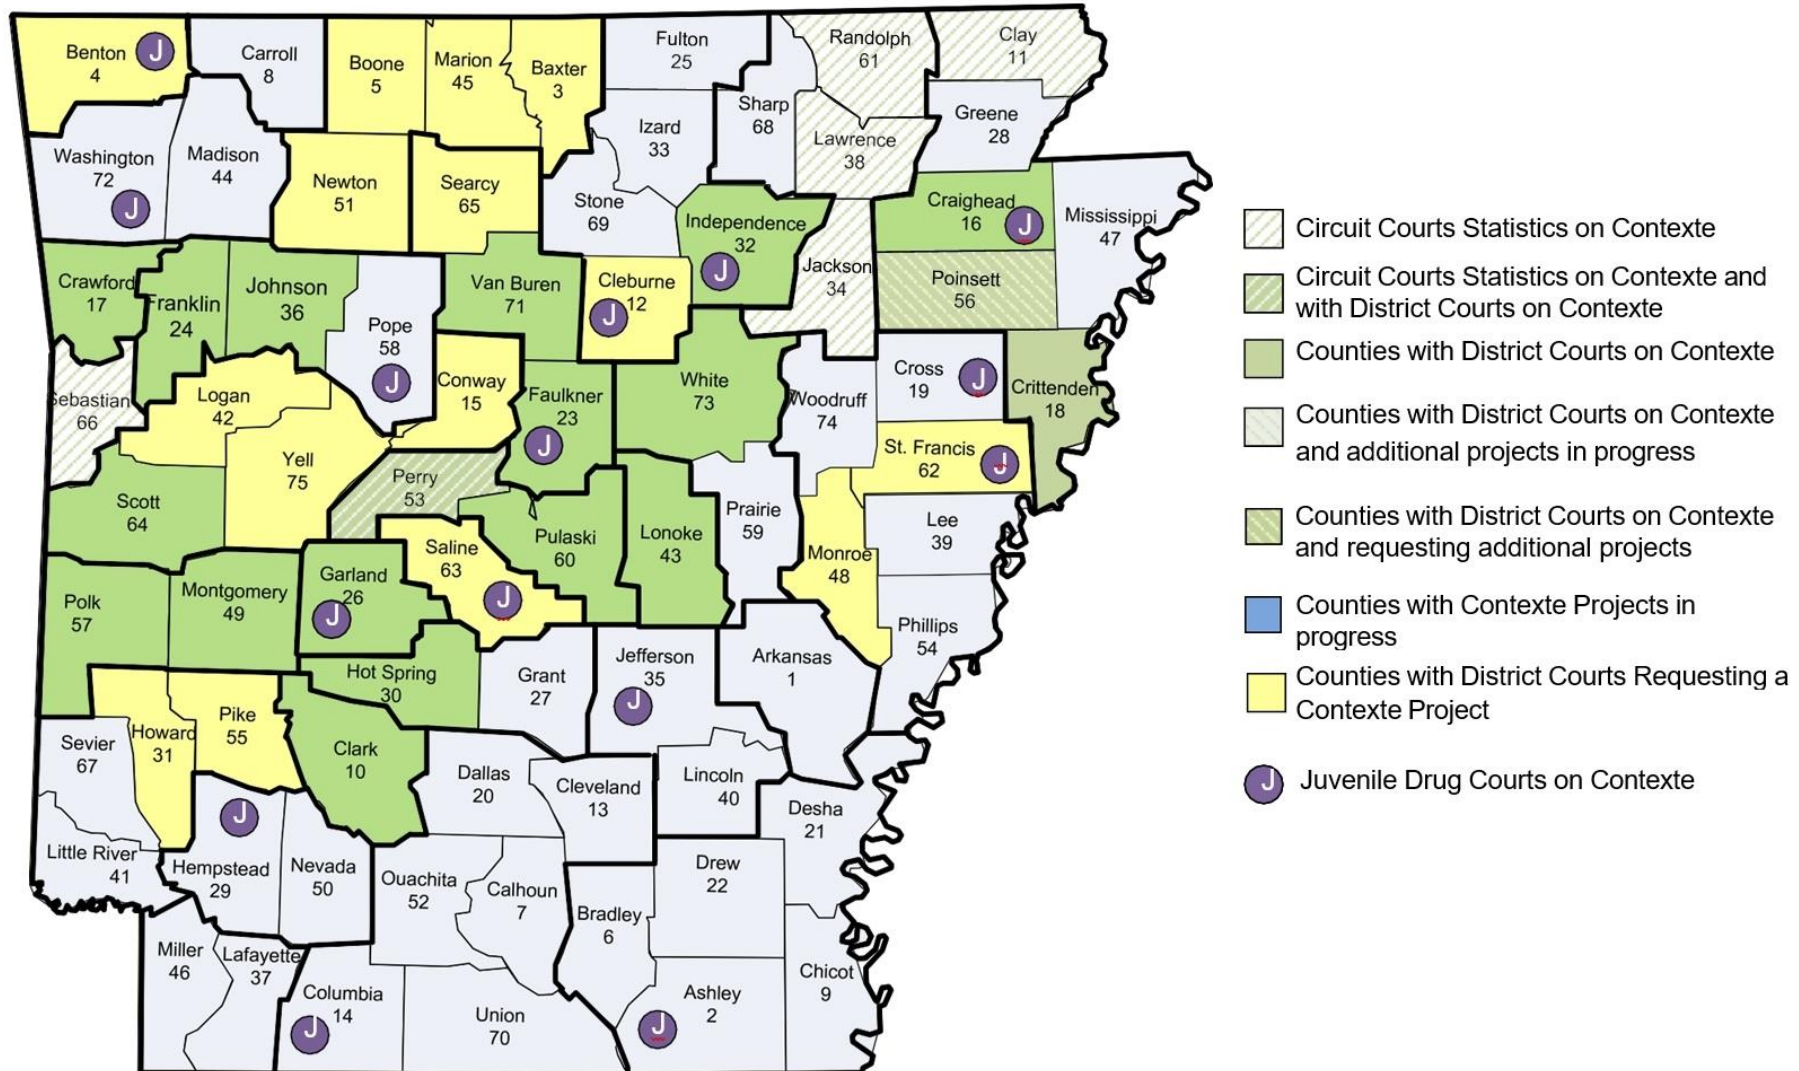 Benton
4
J
Carroll
8
Boone
5
Marion
45
Baxter
3
Fulton
25
Sharp
68
Randolph
61
Clay
11
Greene
28
Lawrence
38
Izard
33
Washington
72
J
Madison
44
Newton
51
Searcy
65
Stone
69
Independence
32
J
Jackson
34
Craighead
16
J
Mississippi
47
Poinsett
56
Crawford
17
Franklin
24
Johnson
36
Pope
58
J
Van Buren
71
Cleburne
12
J
Sebastian
66
Logan
42
Conway
15
Faulkner
23
J
White
73
Woodruff
74
Cross
19
J
Crittenden
18
St. Francis
62
J
Scott
64
Yell
75
Perry
53
Pulaski
60
Lonoke
43
Prairie
59
Monroe
48
Lee
39
Saline
63
J
Polk
57
Montgomery
49
Garland
26
J
Phillips
54
Hot Spring
30
Grant
27
Jefferson
35
J
Arkansas
1
Sevier
67
Howard
31
Pike
55
Clark
10
Dallas
20
Cleveland
13
Lincoln
40
Desha
21
Little River
41
J
Hempstead
29
Nevada
50
Ouachita
52
Calhoun
7
Bradley
6
Drew
22
Miller
46
Lafayette
37
Columbia
14
J
Union
70
Ashley
2
J
Chicot
9
Circuit Courts Statistics on Contexte
Circuit Courts Statistics on Contexte and
with District Courts on Contexte
Counties with District Courts on Contexte
Counties with District Courts on Contexte
and additional projects in progress
Counties with District Courts on Contexte
and requesting additional projects
Counties with Contexte Projects in
progress
Counties with District Courts Requesting a
Contexte Project
J
Juvenile Drug Courts on Contexte